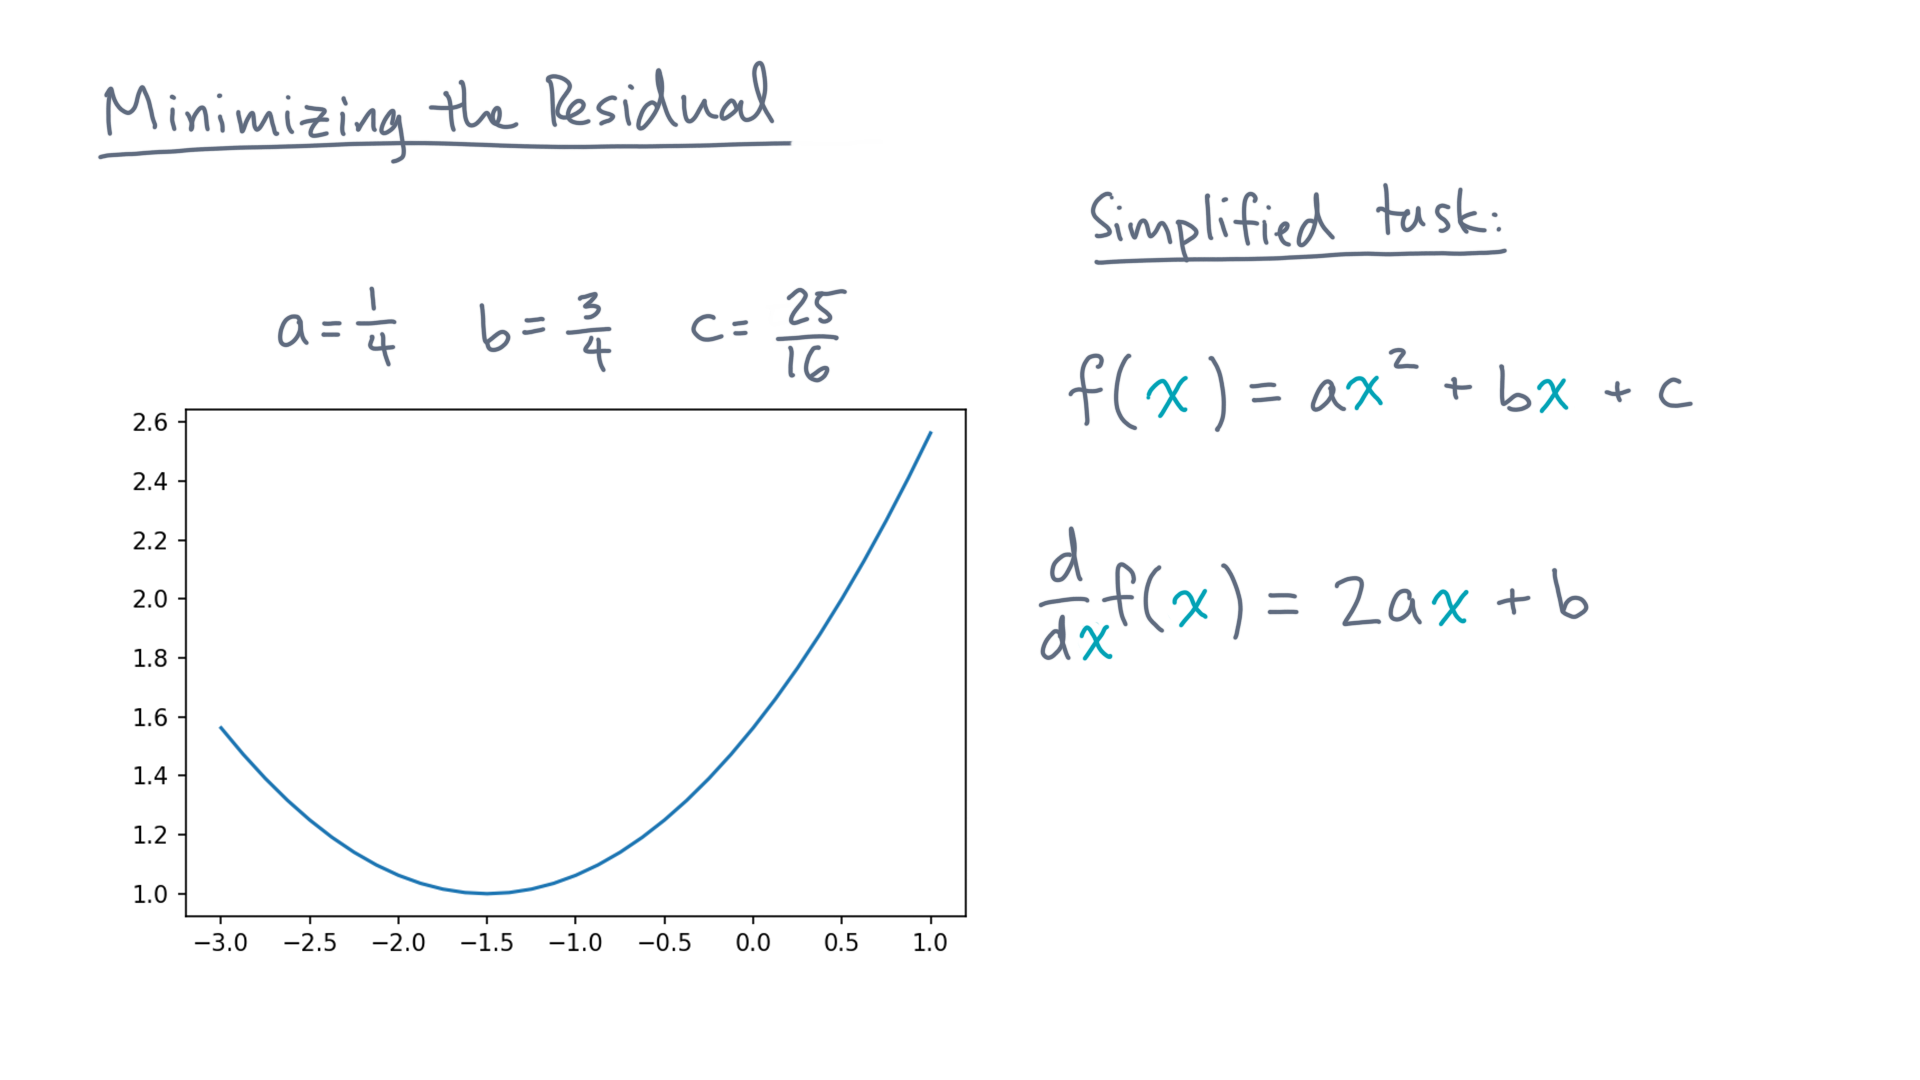 Minimizing the Residual
a = 1/4 b = 3/4 c = 25/16
2.6
2.4
2.2
2.0
1.8
1.6
1.4
1.2
1.0
−3.0 −2.5 −2.0 −1.5 −1.0 −0.5 0.0 0.5 1.0
Simplified task:
f(x) = ax² + bx + c
d/dx f(x) = 2ax + b